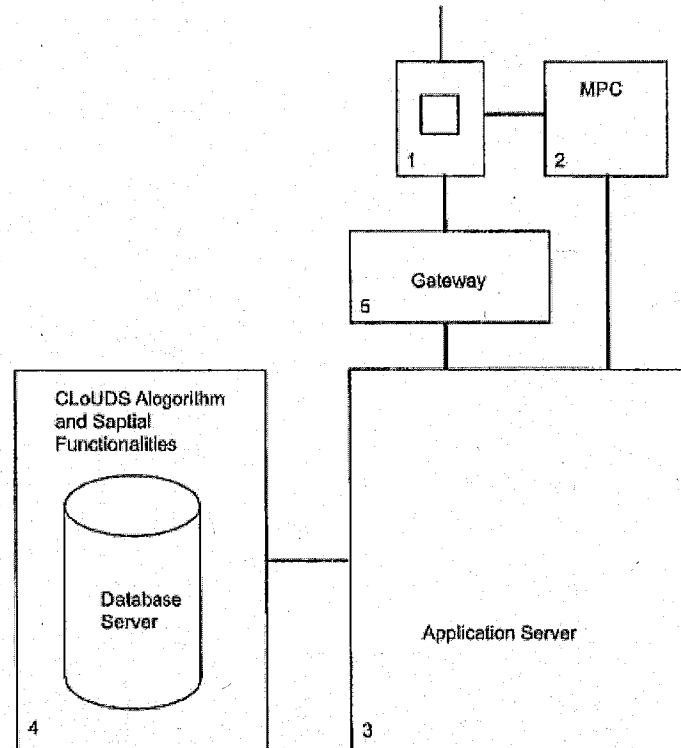 MPC
1
2
Gateway
5
CLoUDS Alogorithm
and Saptial
Functionalities
Database
Server
Application Server
4
3